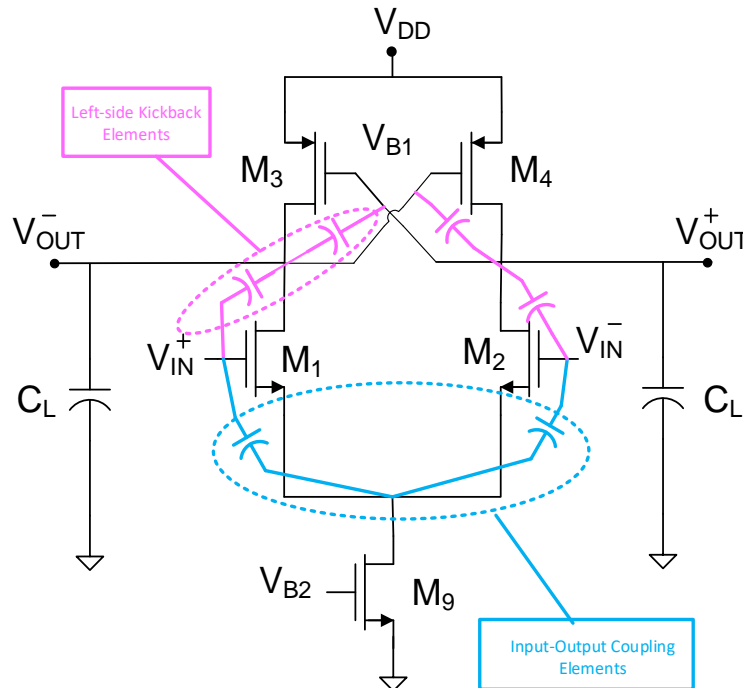 V_DD
Left-side Kickback
Elements
V_B1
M_3
M_4
V_OUT^-
V_OUT^+
V_IN^+
M_1
M_2
V_IN^-
C_L
C_L
V_B2
M_9
Input-Output Coupling
Elements